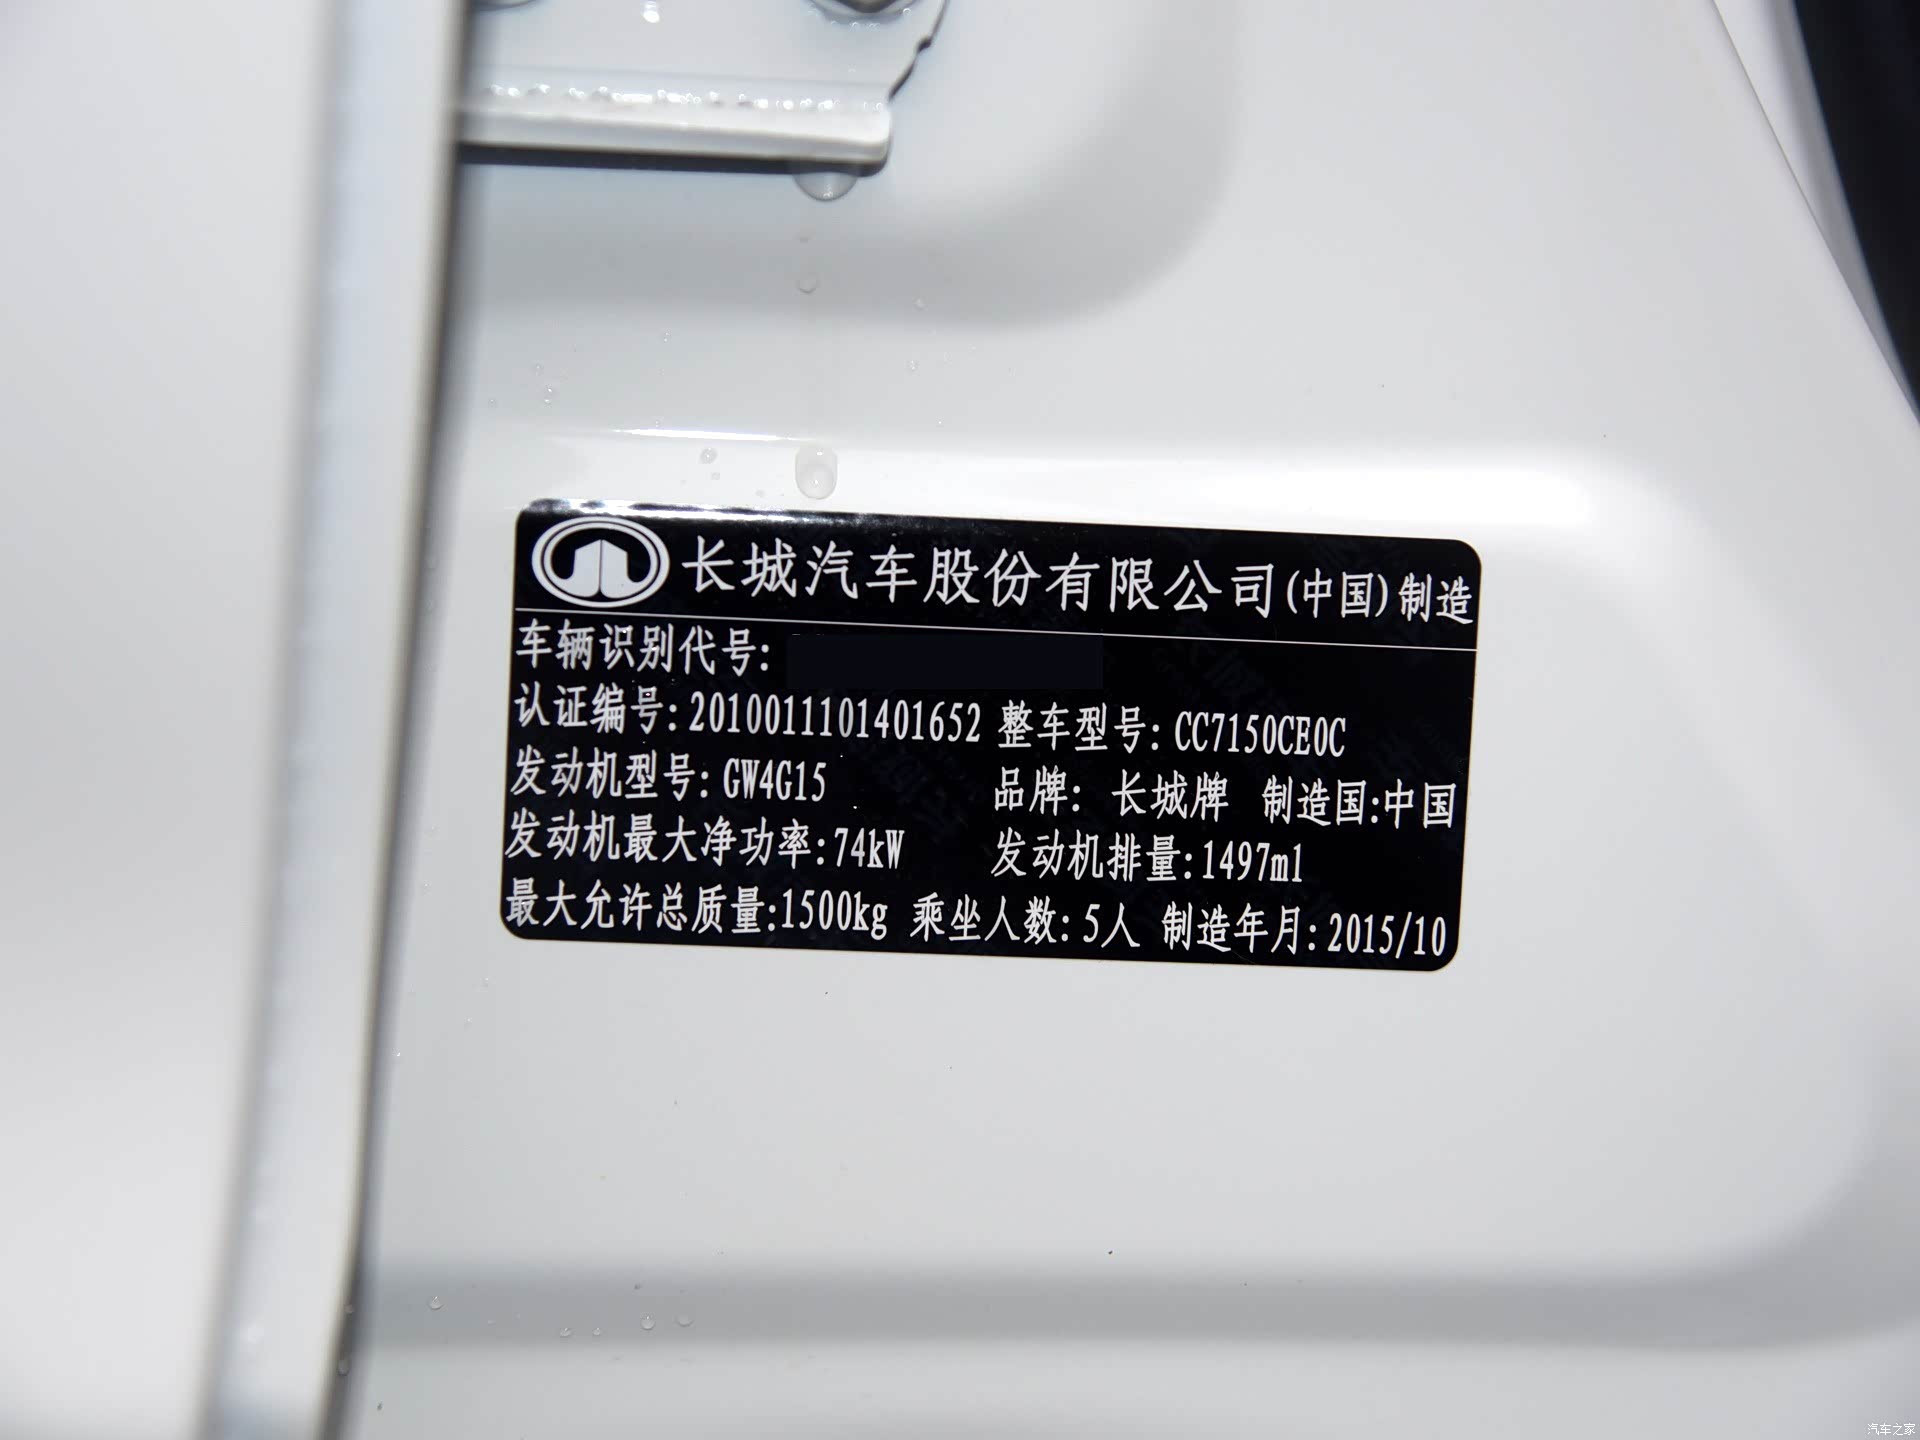 长城汽车股份有限公司(中国)制造
车辆识别代号:
认证编号:2010011101401652 整车型号: CC7150CE0C
发动机型号: GW4G15 品牌: 长城牌 制造国:中国
发动机最大净功率:74kW 发动机排量:1497ml
最大允许总质量:1500kg 乘坐人数: 5人 制造年月: 2015/10
汽车之家